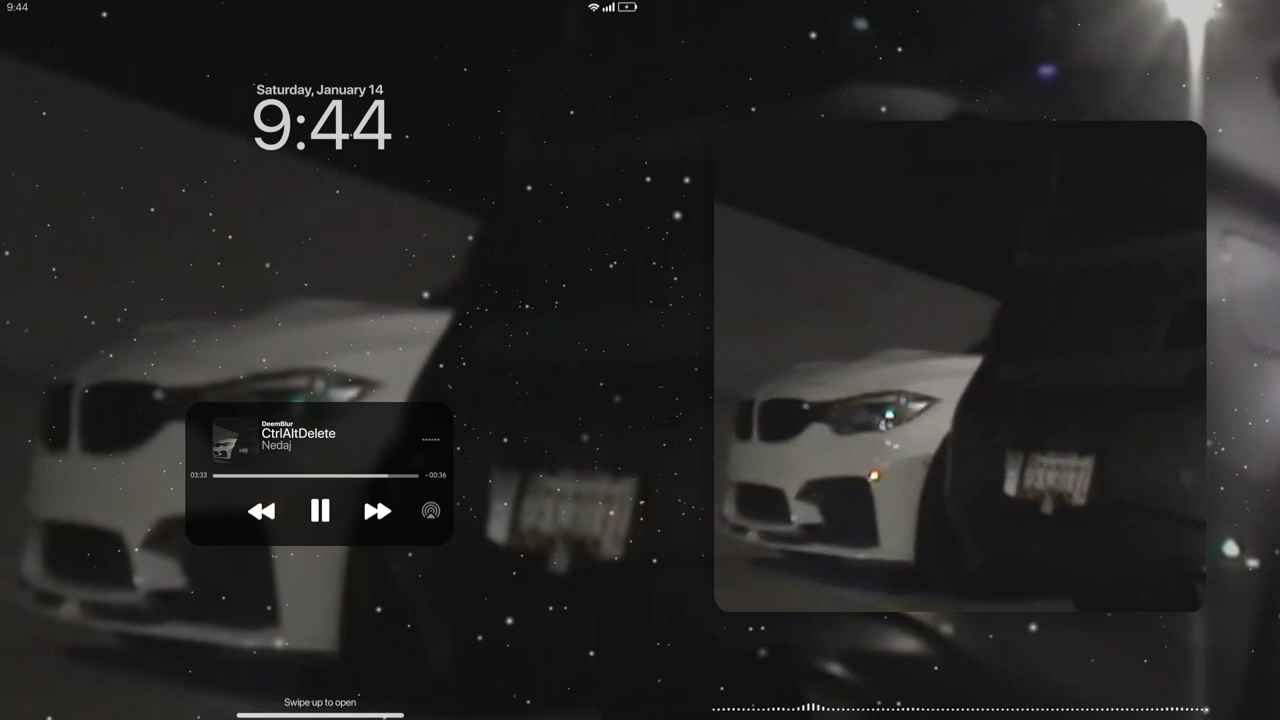 9:44
Saturday, January 14
9:44
DeemBlur
CtrlAltDelete
Nedaj
03:33
-00:36
Swipe up to open